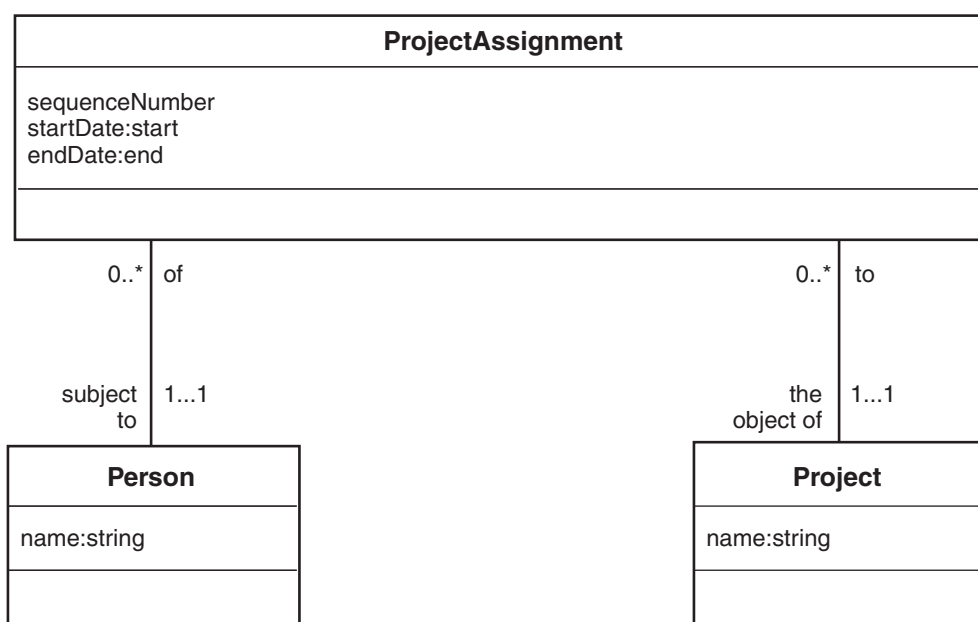 ProjectAssignment
sequenceNumber
startDate:start
endDate:end
0..* of
0..* to
subject 1...1
to
the 1...1
object of
Person
name:string
Project
name:string